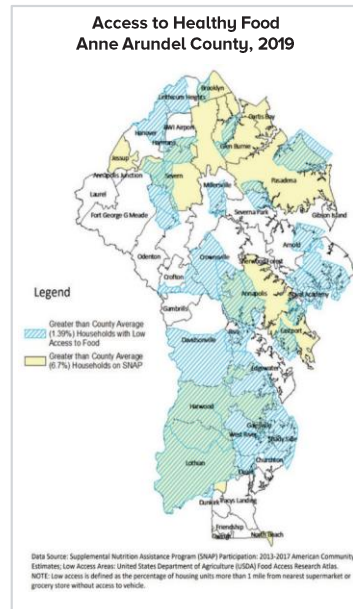 Access to Healthy Food
Anne Arundel County, 2019
Brooklyn
Linthicum Heights
BWI Airport
Curtis Bay
Hanover
Harmans
Glen Burnie
Jessup
Annapolis Junction
Severn
Pasadena
Laurel
Millersville
Fort George G Meade
Severna Park
Gibson Island
Arnold
Odenton
Crownsville
Sherwood Forest
Crofton
Annapolis
Naval Academy
Gambrills
Legend
Greater than County Average
(1.39%) Households with Low
Access to Food
Greater than County Average
(6.7%) Households on SNAP
Riva
Eastport
Davidsonville
Edgewater
Harwood
Galesville
West River
Shady Side
Lothian
Churchton
Deale
Tracys Landing
Dunkirk
Friendship
North Beach
Data Source: Supplemental Nutrition Assistance Program (SNAP) Participation: 2013-2017 American Community
Estimates; Low Access Areas: United States Department of Agriculture (USDA) Food Access Research Atlas.
NOTE: Low access is defined as the percentage of housing units more than 1 mile from nearest supermarket or
grocery store without access to vehicle.